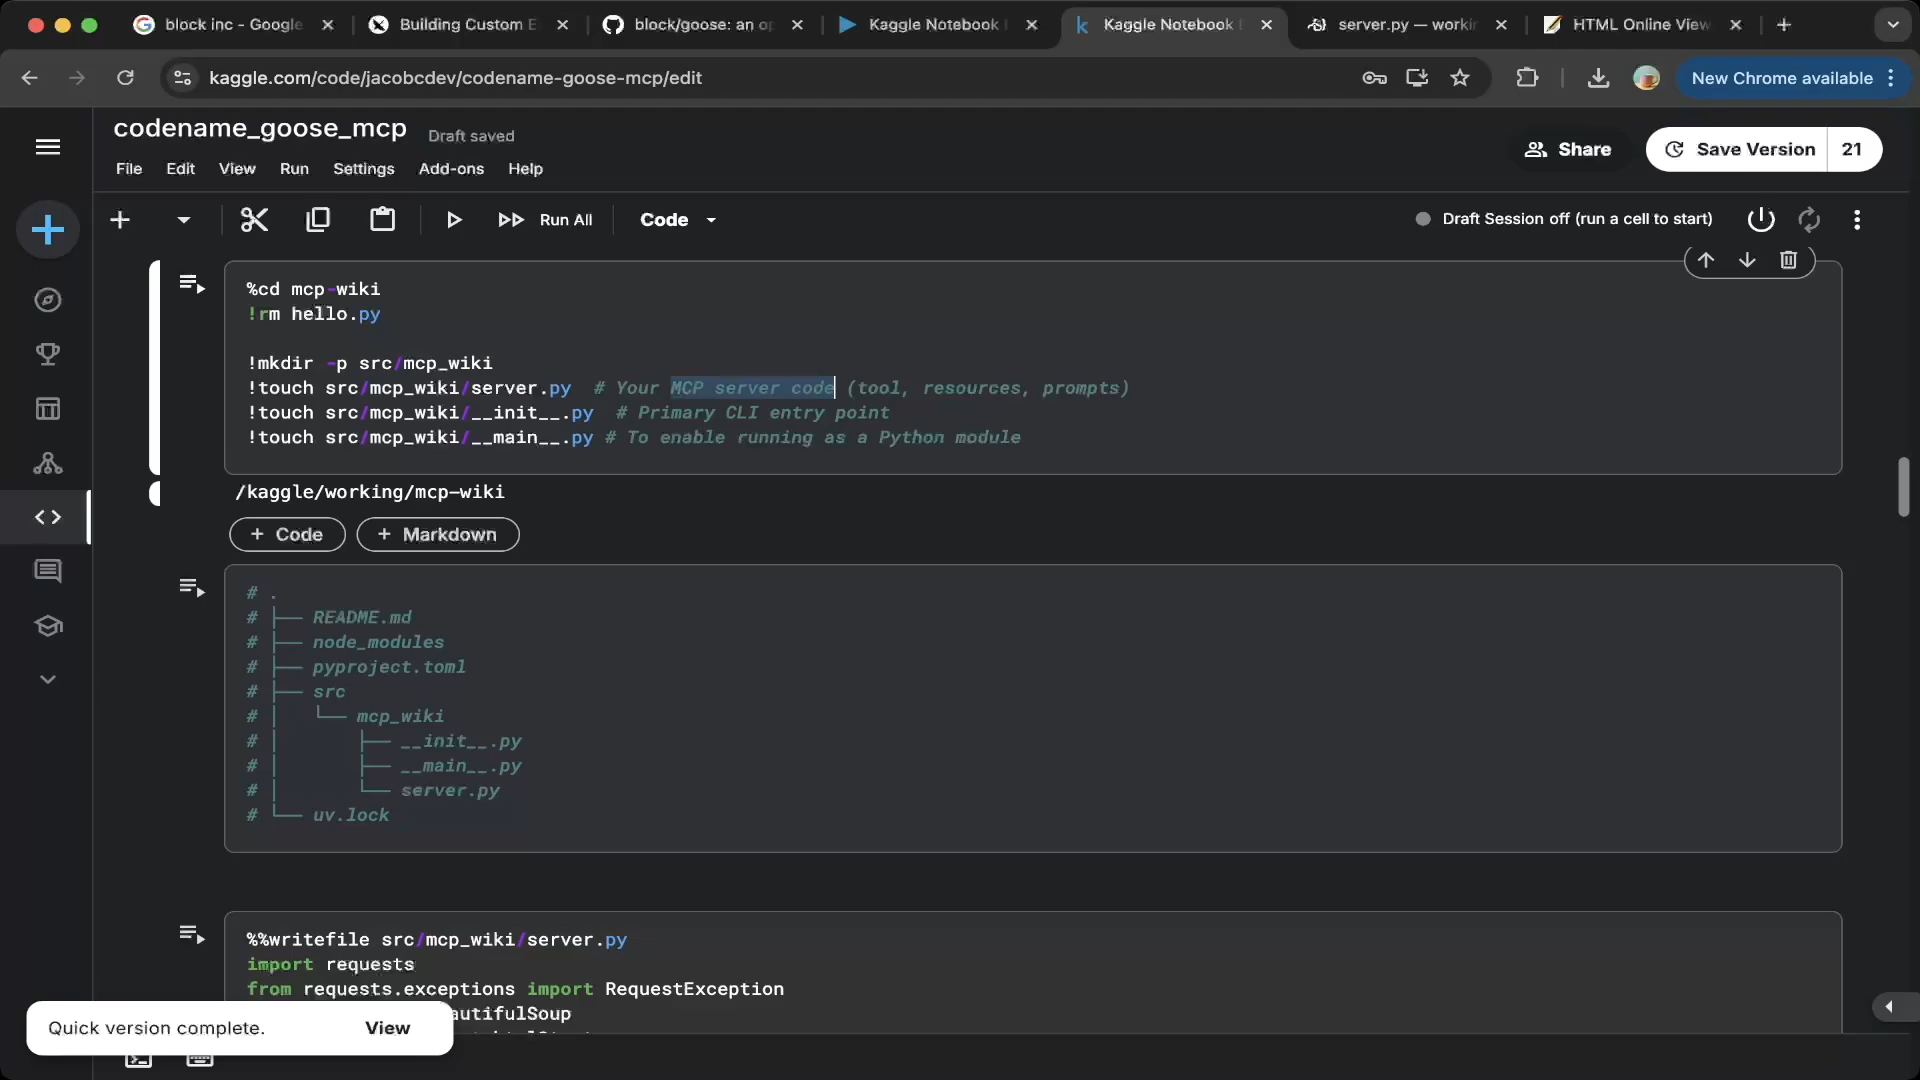 block inc - Google
Building Custom E
block/goose: an op
Kaggle Notebook
Kaggle Notebook
server.py — workin
HTML Online View
kaggle.com/code/jacobcdev/codename-goose-mcp/edit
New Chrome available
codename_goose_mcp
Draft saved
File Edit View Run Settings Add-ons Help
Share
Save Version 21
Run All
Code
Draft Session off (run a cell to start)
%cd mcp-wiki
!rm hello.py
!mkdir -p src/mcp_wiki
!touch src/mcp_wiki/server.py  # Your MCP server code (tool, resources, prompts)
!touch src/mcp_wiki/__init__.py  # Primary CLI entry point
!touch src/mcp_wiki/__main__.py # To enable running as a Python module
/kaggle/working/mcp-wiki
+ Code
+ Markdown
# .
# ├── README.md
# ├── node_modules
# ├── pyproject.toml
# ├── src
# │   └── mcp_wiki
# │       ├── __init__.py
# │       ├── __main__.py
# │       └── server.py
# └── uv.lock
%%writefile src/mcp_wiki/server.py
import requests
from requests.exceptions import RequestException
autifulSoup
Quick version complete.
View